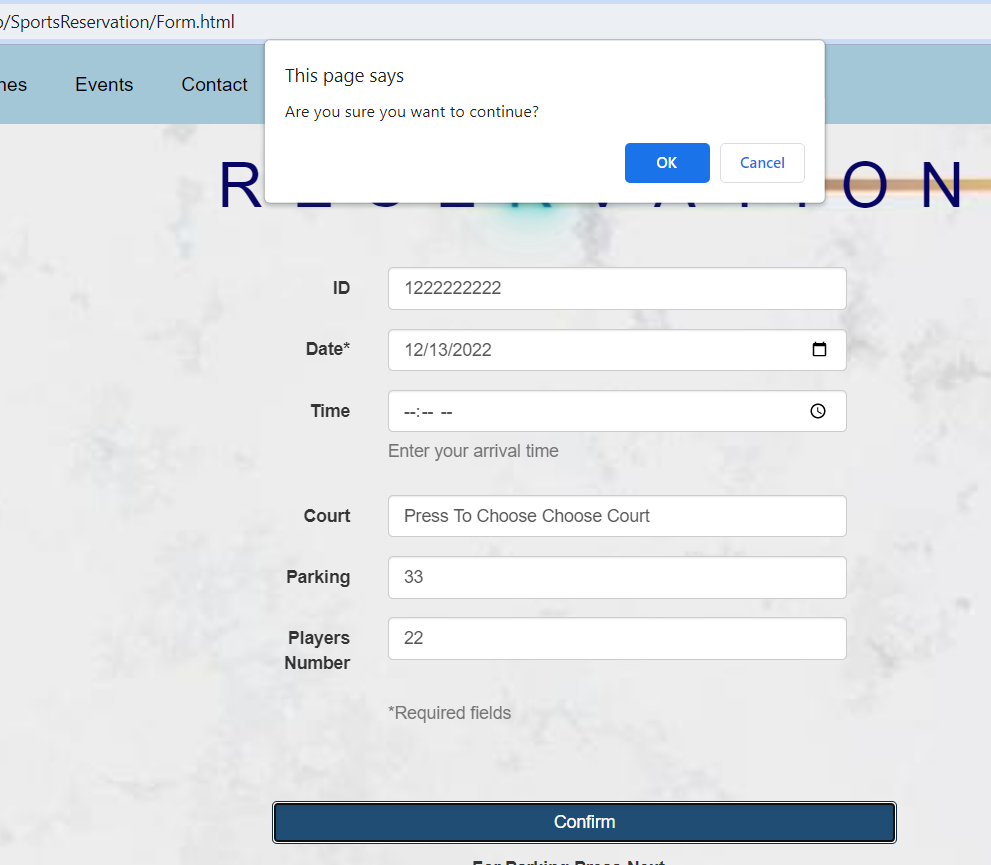 /SportsReservation/Form.html
Events Contact
This page says
Are you sure you want to continue?
OK Cancel
ID 1222222222
Date* 12/13/2022
Time --:-- --
Enter your arrival time
Court Press To Choose Choose Court
Parking 33
Players
Number 22
*Required fields
Confirm
For Parking Press Next